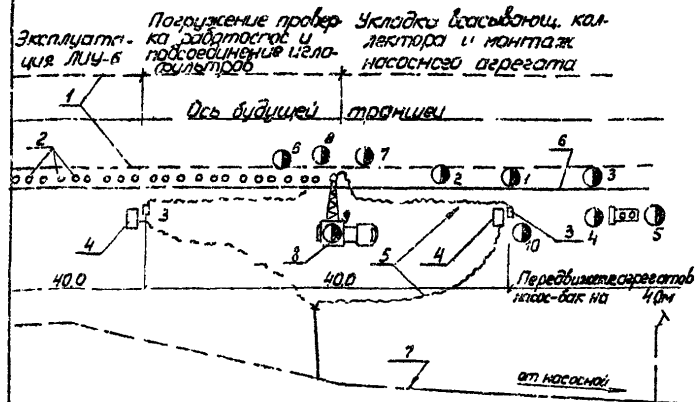 Эксплуата-
ция ЛИУ-6
Погружение провер-
ка работоспос и
подсоединение игло-
фильтров
Укладка всасывающ. кол-
лектора и монтаж
насосного агрегата
1
Ось будущей траншеи
2
6
8
7
2
1
6
3
4
3
8
9
5
4
10
3
4
5
40,0
40,0
Передвижение агрегатов
насос-бак на 40м
7
от насосной